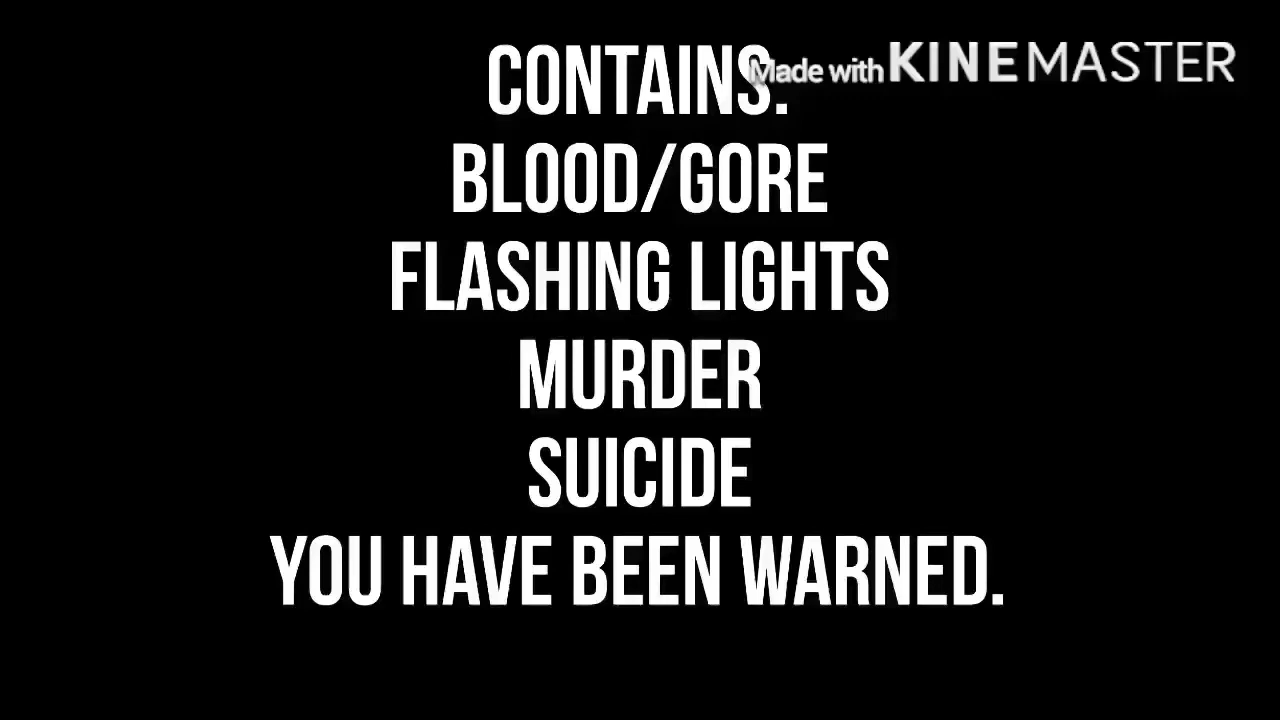 CONTAINS.
Made with KINEMASTER
BLOOD/GORE
FLASHING LIGHTS
MURDER
SUICIDE
YOU HAVE BEEN WARNED.